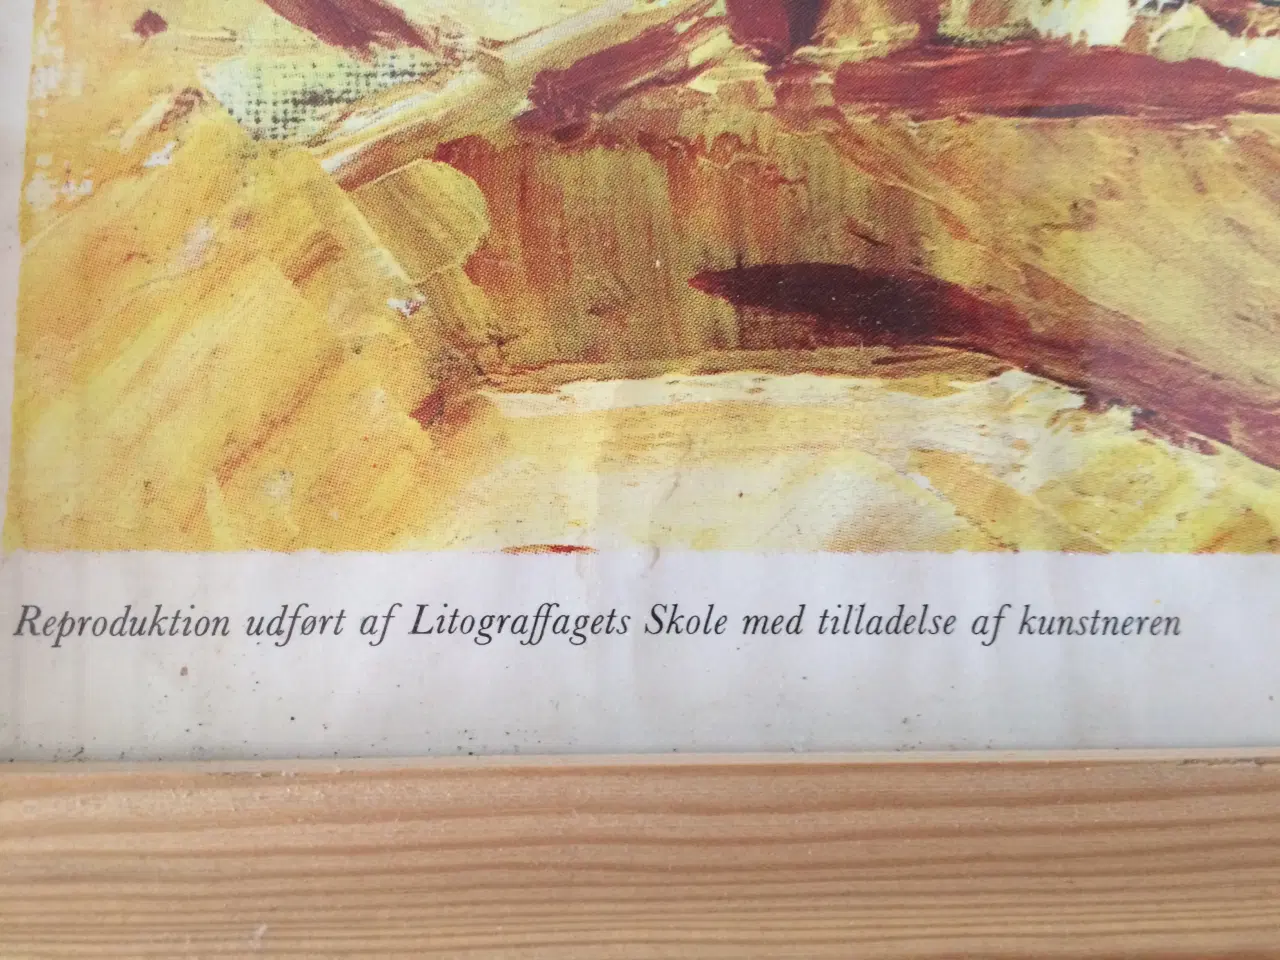 Reproduktion udført af Litograffagets Skole med tilladelse af kunstneren